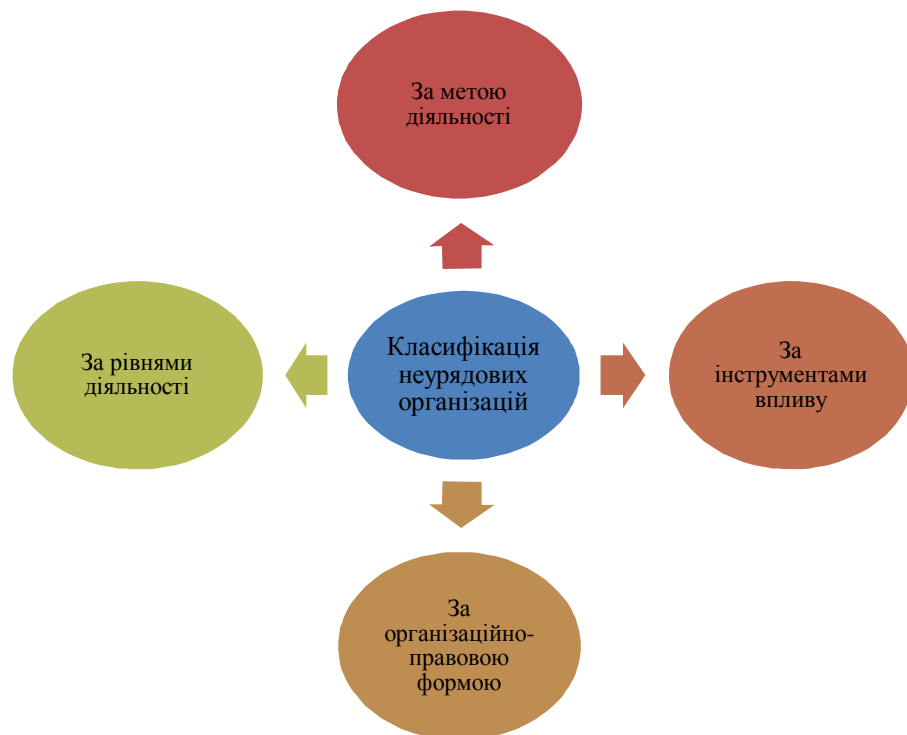 За метою
діяльності
За рівнями
діяльності
Класифікація
неурядових
організацій
За
інструментами
впливу
За
організаційно-
правовою
формою